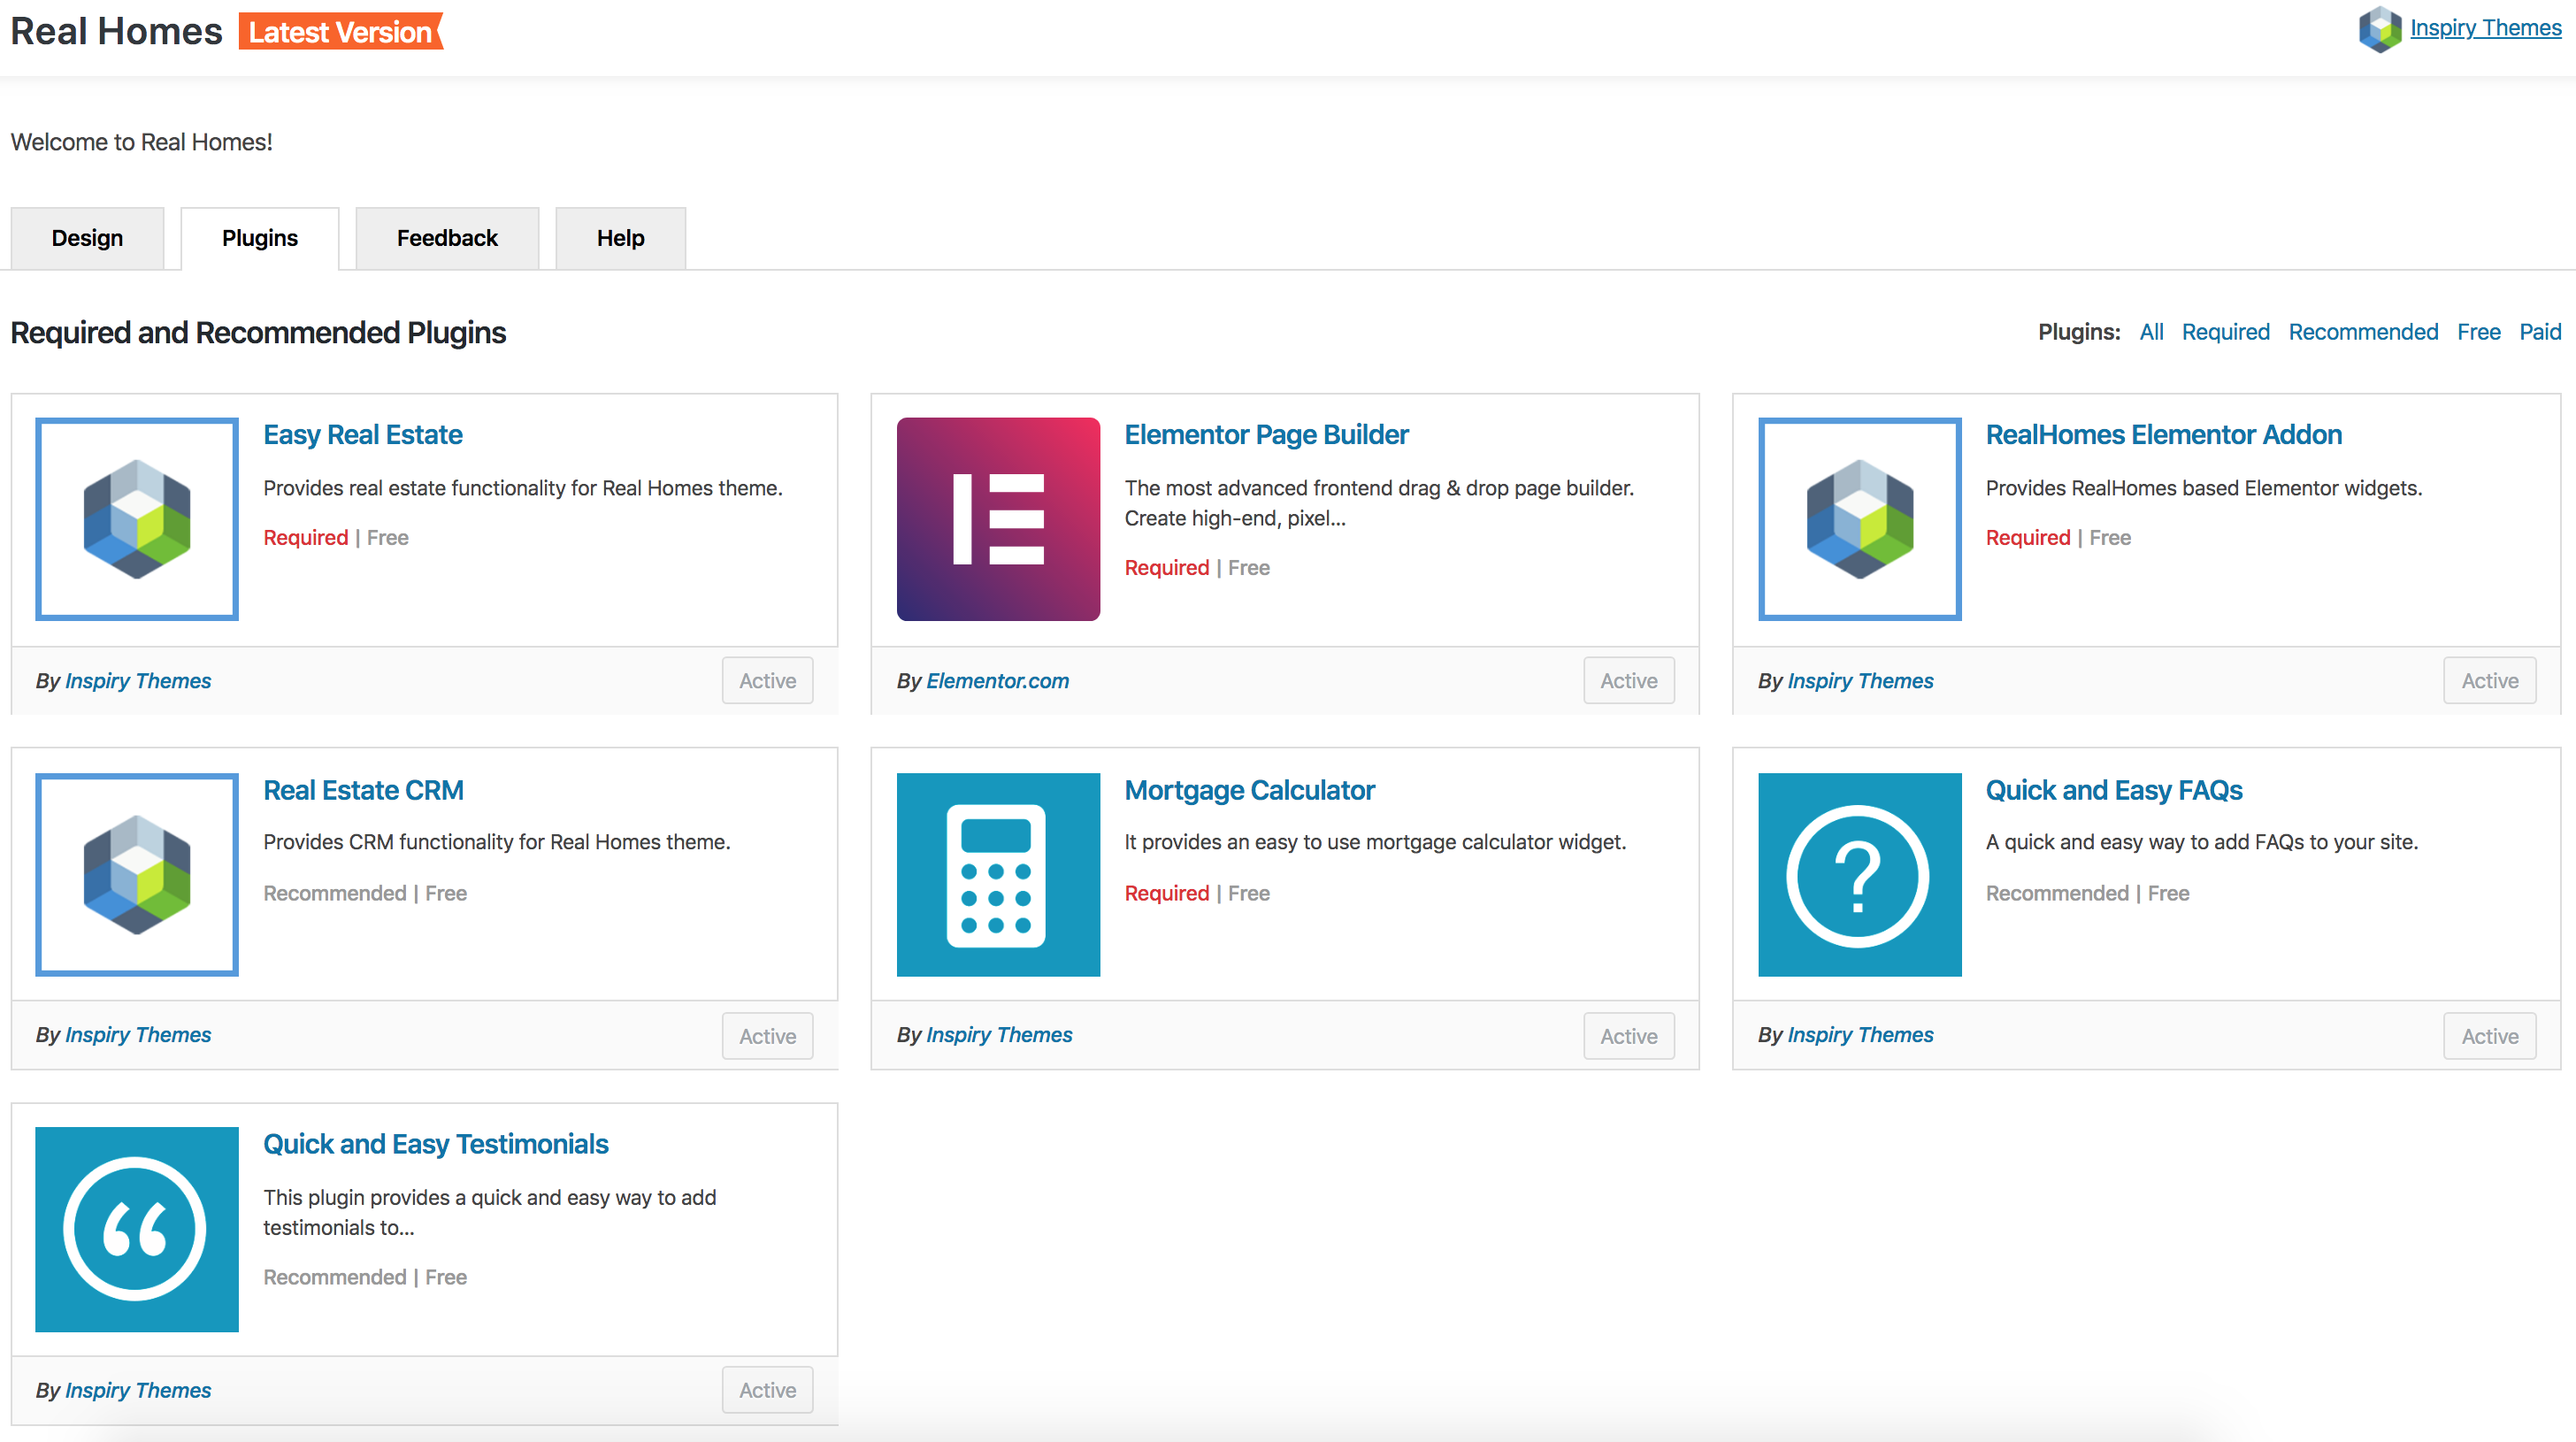 Real Homes Latest Version
Inspiry Themes
Welcome to Real Homes!
Design Plugins Feedback Help
Required and Recommended Plugins
Plugins: All Required Recommended Free Paid
Easy Real Estate
Provides real estate functionality for Real Homes theme.
Required | Free
By Inspiry Themes Active
Elementor Page Builder
The most advanced frontend drag & drop page builder.
Create high-end, pixel...
Required | Free
By Elementor.com Active
RealHomes Elementor Addon
Provides RealHomes based Elementor widgets.
Required | Free
By Inspiry Themes Active
Real Estate CRM
Provides CRM functionality for Real Homes theme.
Recommended | Free
By Inspiry Themes Active
Mortgage Calculator
It provides an easy to use mortgage calculator widget.
Required | Free
By Inspiry Themes Active
Quick and Easy FAQs
A quick and easy way to add FAQs to your site.
Recommended | Free
By Inspiry Themes Active
Quick and Easy Testimonials
This plugin provides a quick and easy way to add
testimonials to...
Recommended | Free
By Inspiry Themes Active